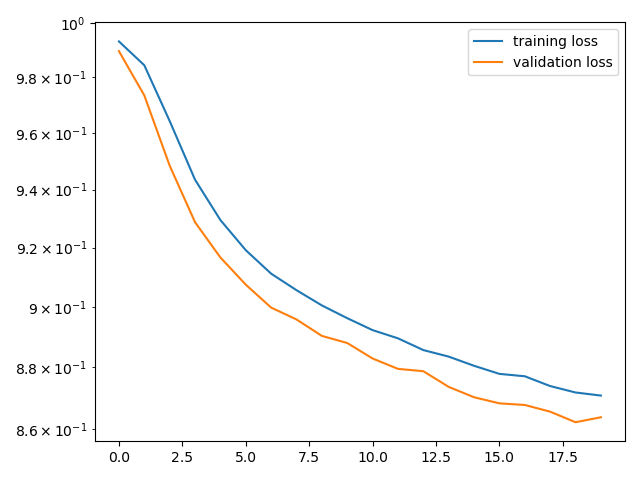 10⁰
9.8 × 10⁻¹
9.6 × 10⁻¹
9.4 × 10⁻¹
9.2 × 10⁻¹
9 × 10⁻¹
8.8 × 10⁻¹
8.6 × 10⁻¹
training loss
validation loss
0.0 2.5 5.0 7.5 10.0 12.5 15.0 17.5